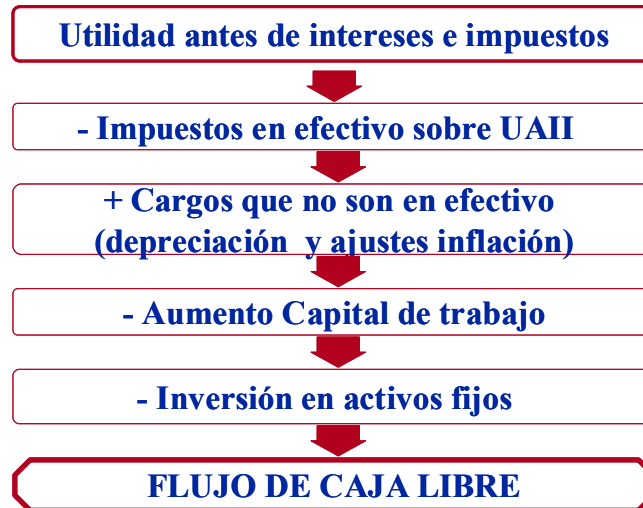 Utilidad antes de intereses e impuestos
- Impuestos en efectivo sobre UAII
+ Cargos que no son en efectivo
(depreciación y ajustes inflación)
- Aumento Capital de trabajo
- Inversión en activos fijos
FLUJO DE CAJA LIBRE